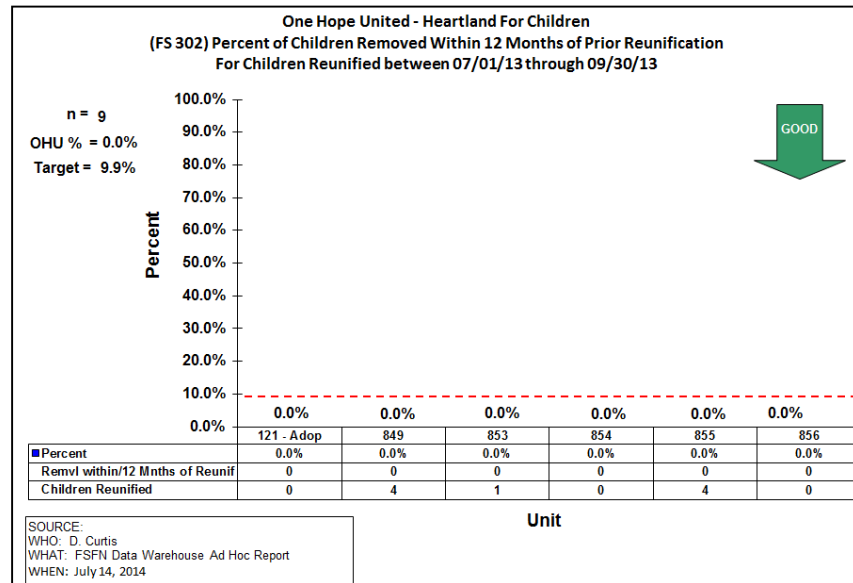 One Hope United - Heartland For Children
(FS 302) Percent of Children Removed Within 12 Months of Prior Reunification
For Children Reunified between 07/01/13 through 09/30/13
n = 9
OHU % = 0.0%
Target = 9.9%
GOOD
Percent
100.0%
90.0%
80.0%
70.0%
60.0%
50.0%
40.0%
30.0%
20.0%
10.0%
0.0%
0.0% 0.0% 0.0% 0.0% 0.0% 0.0%
121 - Adop 849 853 854 855 856
Percent 0.0% 0.0% 0.0% 0.0% 0.0% 0.0%
Remvl within/12 Mnths of Reunif 0 0 0 0 0 0
Children Reunified 0 4 1 0 4 0
Unit
SOURCE:
WHO: D. Curtis
WHAT: FSFN Data Warehouse Ad Hoc Report
WHEN: July 14, 2014